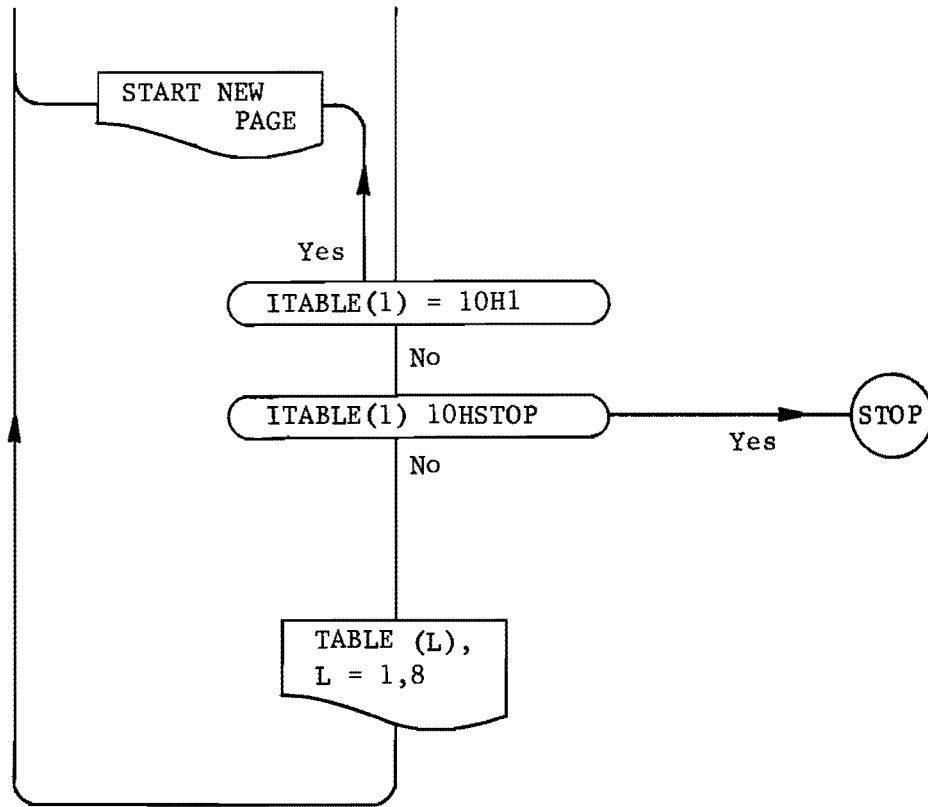 START NEW
PAGE
Yes
ITABLE(1) = 10H1
No
ITABLE(1) 10HSTOP
Yes
STOP
No
TABLE (L),
L = 1,8